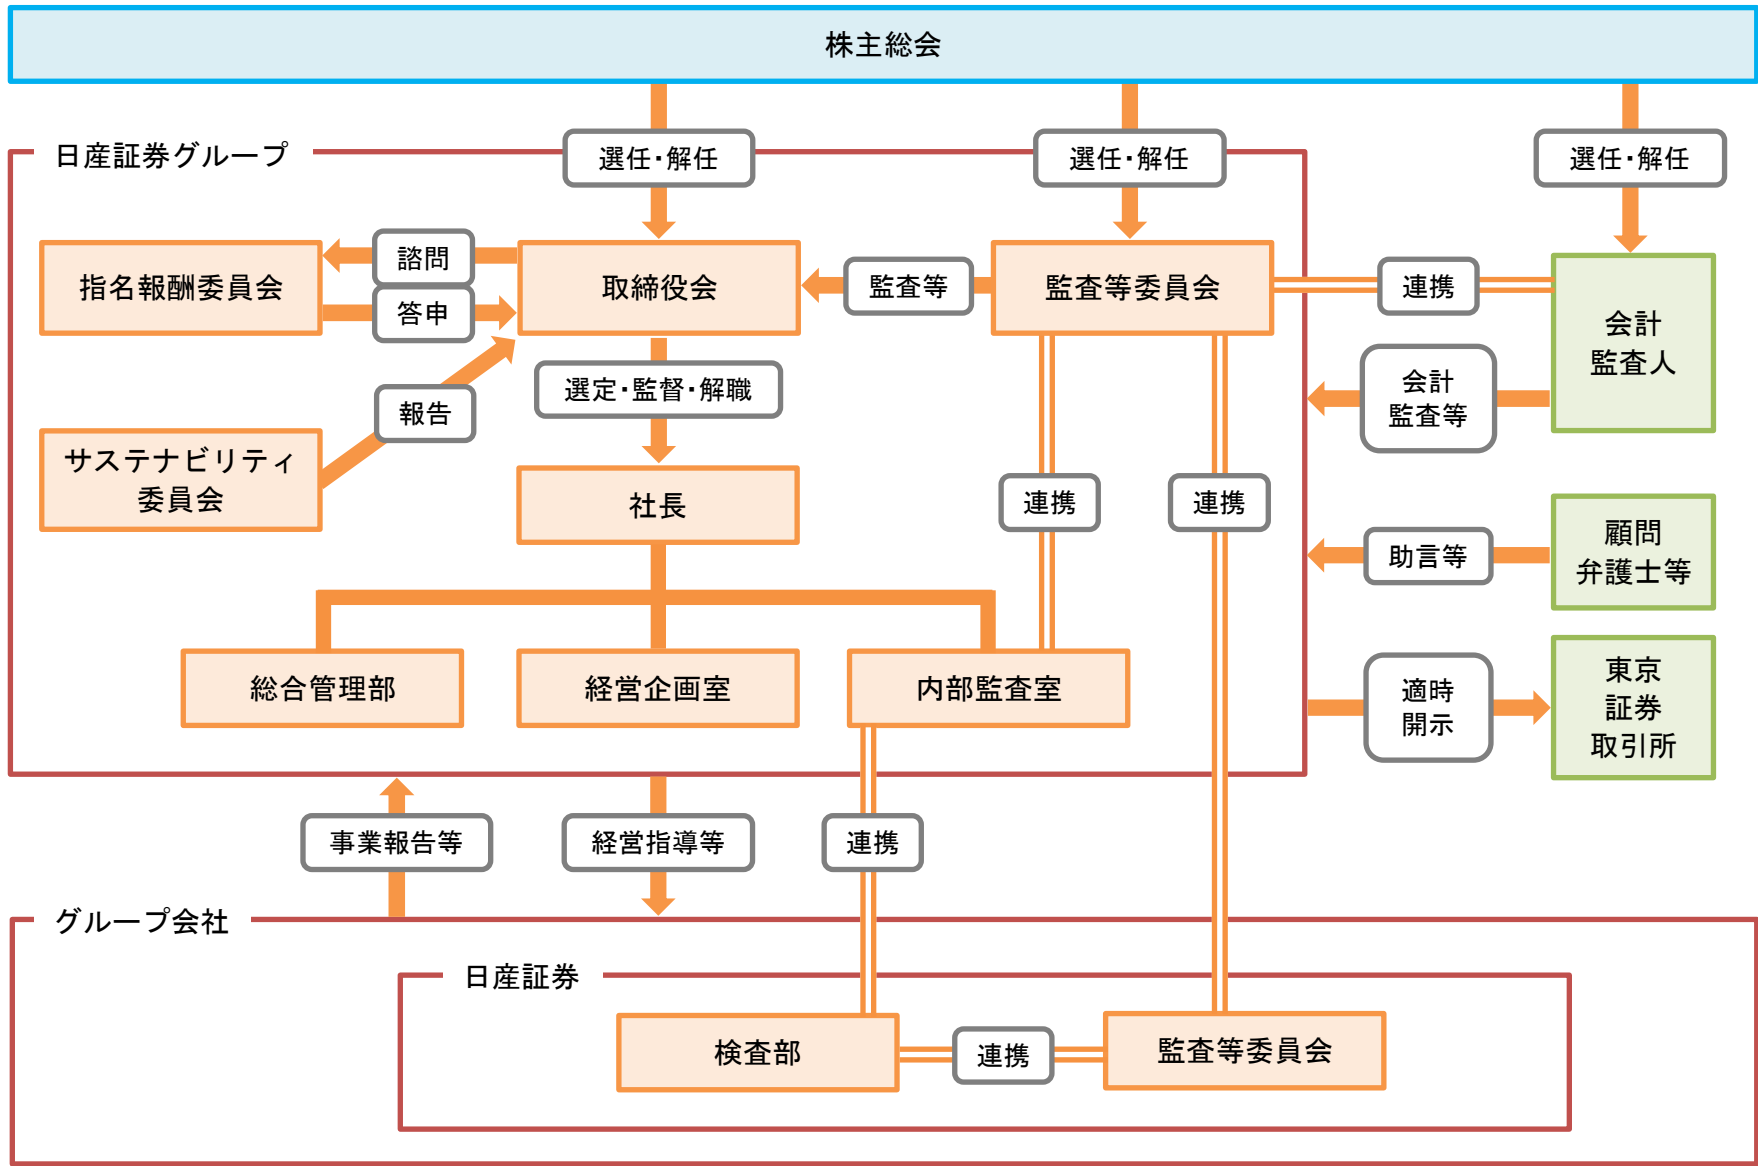 株主総会
選任・解任
選任・解任
選任・解任
日産証券グループ
指名報酬委員会
諮問
答申
取締役会
監査等
監査等委員会
連携
会計
監査人
選定・監督・解職
報告
会計
監査等
サステナビリティ
委員会
社長
連携
連携
助言等
顧問
弁護士等
総合管理部
経営企画室
内部監査室
適時
開示
東京
証券
取引所
事業報告等
経営指導等
連携
グループ会社
日産証券
検査部
連携
監査等委員会